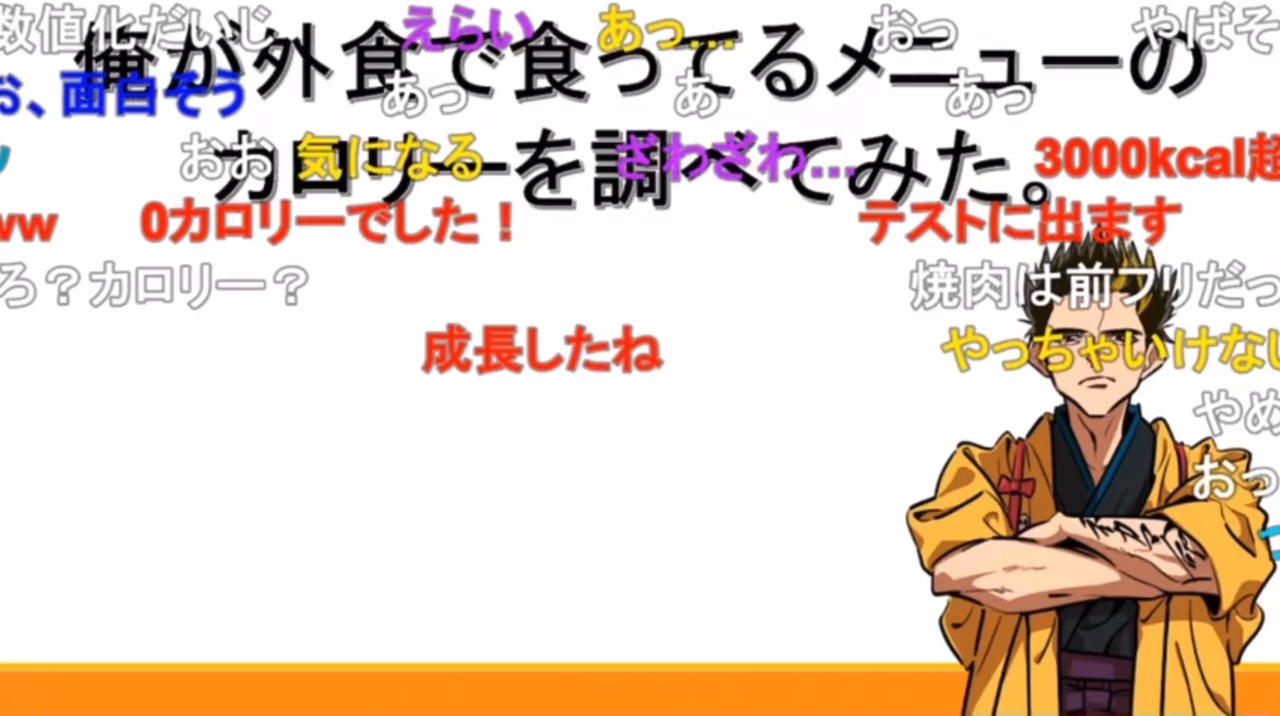 俺が外食で食ってるメニューの
カロリーを調べてみた。
数値化だいじ
えらい
あっ…
おっ
やばそ
お、面白そう
あっ
あ
あっ
おお
気になる
ざわざわ…
3000kcal超
vw
0カロリーでした！
テストに出ます
ろ？カロリー？
焼肉は前フリだっ
成長したね
やっちゃいけない
やめ
おっ